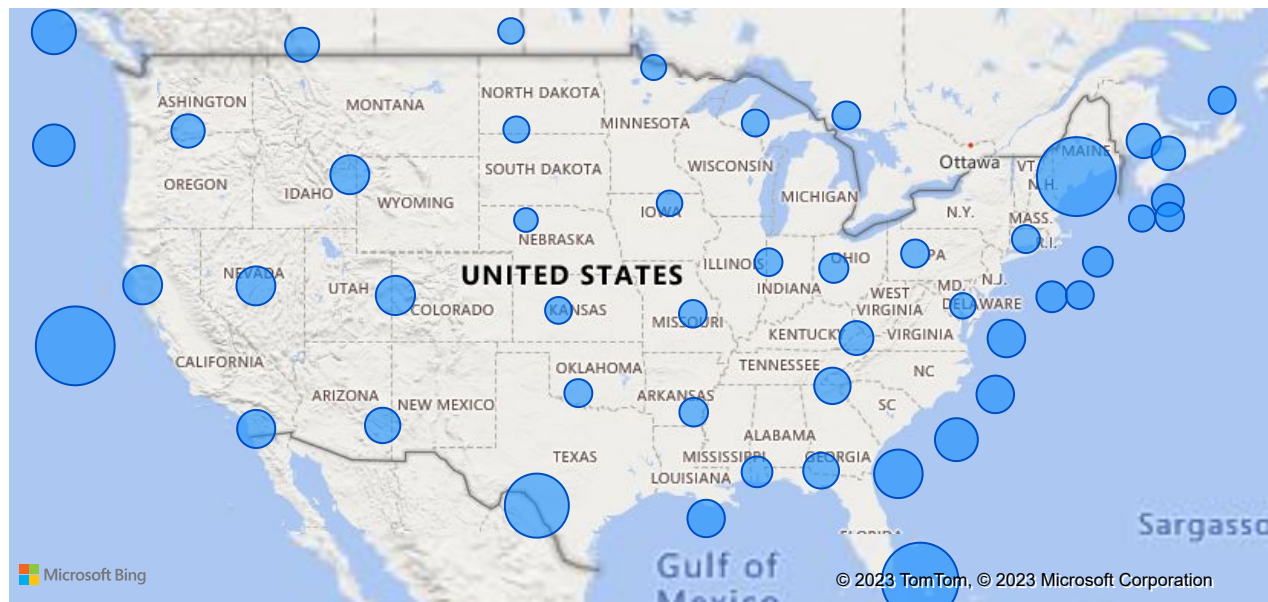 ASHINGTON
MONTANA
NORTH DAKOTA
MINNESOTA
Ottawa
MAINE
VT.
N.H.
OREGON
IDAHO
WYOMING
SOUTH DAKOTA
WISCONSIN
MICHIGAN
N.Y.
MASS.
R.I.
IOWA
NEBRASKA
NEVADA
UTAH
COLORADO
UNITED STATES
ILLINOIS
INDIANA
OHIO
PA
N.J.
MD.
DELAWARE
WEST
VIRGINIA
KANSAS
MISSOURI
KENTUCKY
VIRGINIA
CALIFORNIA
ARIZONA
NEW MEXICO
OKLAHOMA
ARKANSAS
TENNESSEE
NC
SC
TEXAS
ALABAMA
MISSISSIPPI
GEORGIA
LOUISIANA
FLORIDA
Sargasso
Gulf of
Mexico
Microsoft Bing
© 2023 TomTom, © 2023 Microsoft Corporation